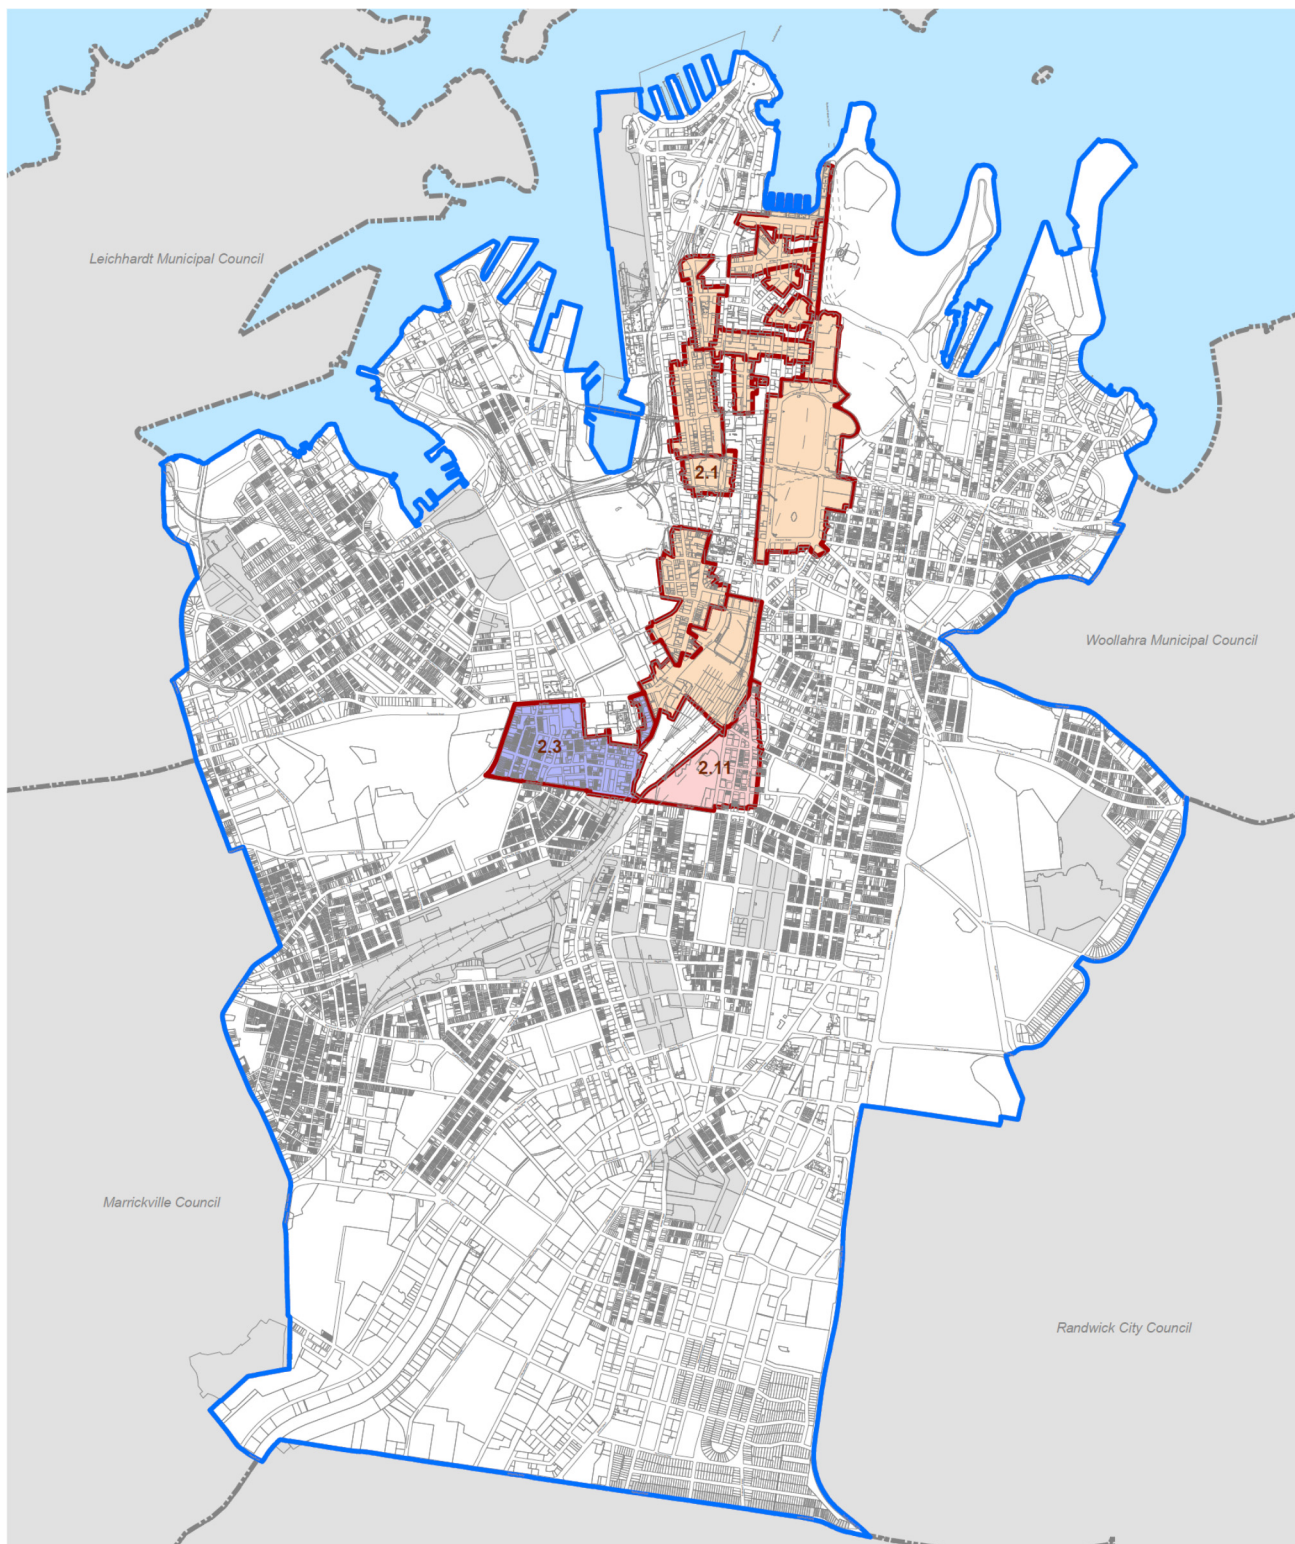 Leichhardt Municipal Council
2.1
Woollahra Municipal Council
2.3
2.11
Marrickville Council
Randwick City Council